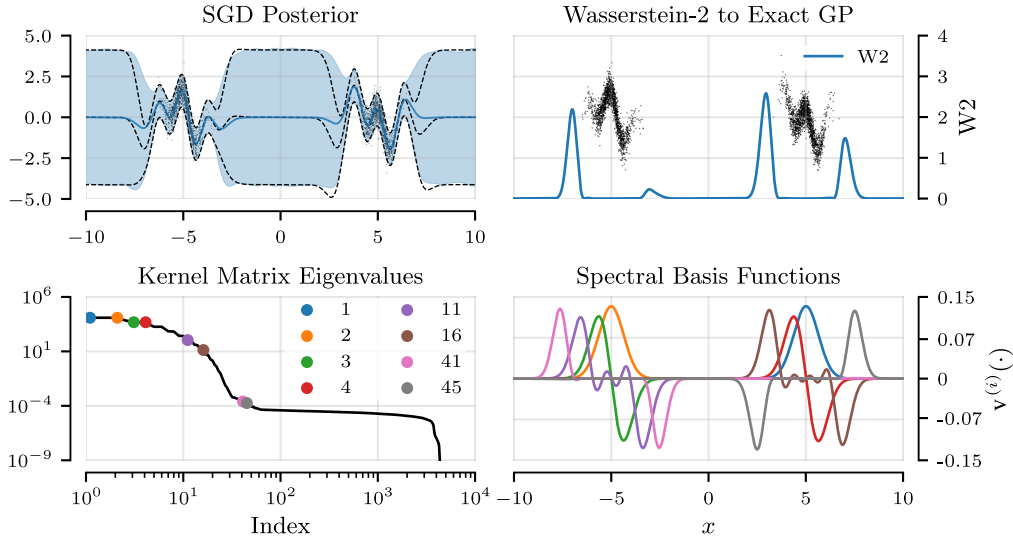 SGD Posterior
5.0
2.5
0.0
−2.5
−5.0
−10 −5 0 5 10
Wasserstein-2 to Exact GP
W2
4
3
2
1
0
W2
Kernel Matrix Eigenvalues
10^6
10^1
10^−4
10^−9
1 11
2 16
3 41
4 45
10^0 10^1 10^2 10^3 10^4
Index
Spectral Basis Functions
0.15
0.07
0
-0.07
-0.15
v^(i)(·)
−10 −5 0 5 10
x